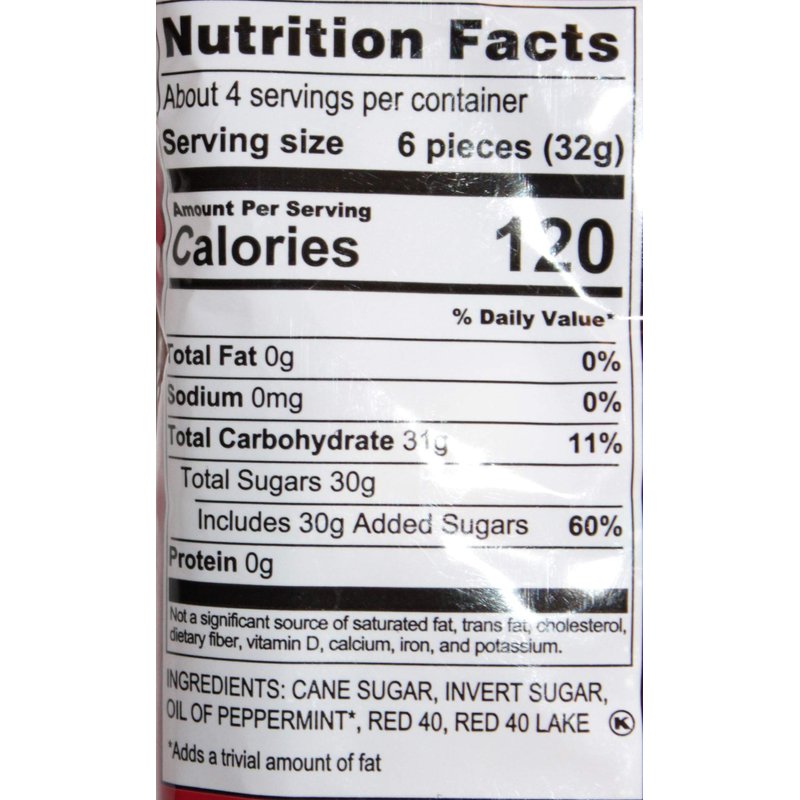 Nutrition Facts
About 4 servings per container
Serving size 6 pieces (32g)
Amount Per Serving
Calories 120
% Daily Value*
Total Fat 0g 0%
Sodium 0mg 0%
Total Carbohydrate 31g 11%
Total Sugars 30g
Includes 30g Added Sugars 60%
Protein 0g
Not a significant source of saturated fat, trans fat, cholesterol,
dietary fiber, vitamin D, calcium, iron, and potassium.
INGREDIENTS: CANE SUGAR, INVERT SUGAR,
OIL OF PEPPERMINT*, RED 40, RED 40 LAKE K
*Adds a trivial amount of fat